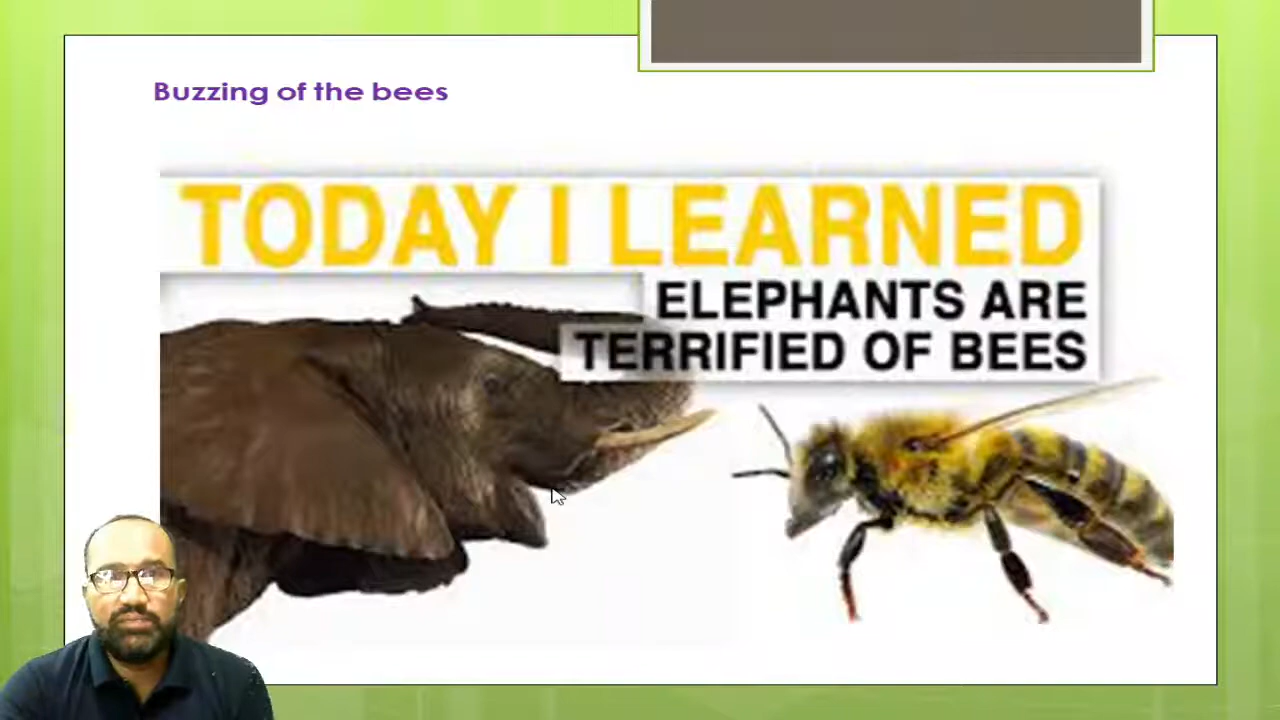 Buzzing of the bees
TODAY I LEARNED
ELEPHANTS ARE
TERRIFIED OF BEES